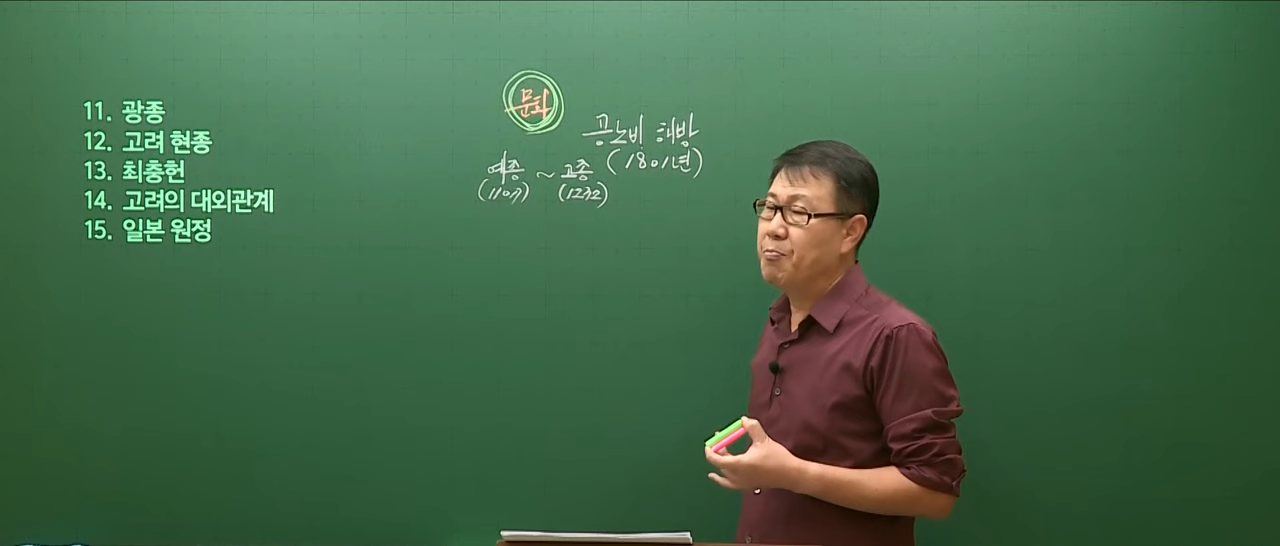 11. 광종
12. 고려 현종
13. 최충헌
14. 고려의 대외관계
15. 일본 원정
문화
공노비 해방
(1801년)
예종 ~ 고종
(1107) (1232)